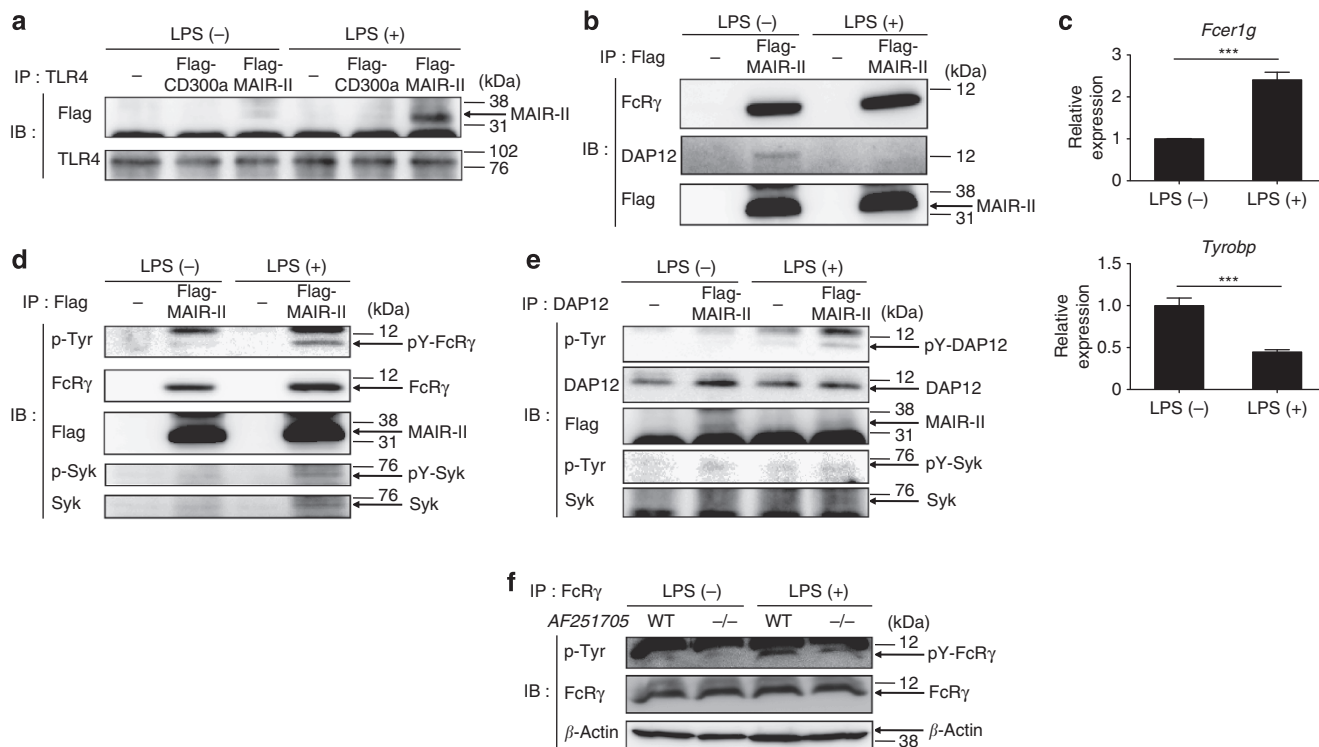 a
LPS (–) LPS (+)
IP : TLR4 – Flag-CD300a Flag-MAIR-II – Flag-CD300a Flag-MAIR-II (kDa)
IB :
Flag 38 MAIR-II
31
TLR4 102
76
b
LPS (–) LPS (+)
IP : Flag – Flag-MAIR-II – Flag-MAIR-II
IB :
FcRγ 12
DAP12 12
Flag 38 MAIR-II
31
c
Fcer1g
***
Relative expression
3
2
1
0
LPS (–) LPS (+)
Tyrobp
***
Relative expression
1.5
1.0
0.5
0
LPS (–) LPS (+)
d
LPS (–) LPS (+)
IP : Flag – Flag-MAIR-II – Flag-MAIR-II (kDa)
IB :
p-Tyr 12 pY-FcRγ
FcRγ 12 FcRγ
Flag 38 MAIR-II
31
p-Syk 76 pY-Syk
Syk 76 Syk
e
LPS (–) LPS (+)
IP : DAP12 – Flag-MAIR-II – Flag-MAIR-II (kDa)
IB :
p-Tyr 12 pY-DAP12
DAP12 12 DAP12
Flag 38 MAIR-II
31
p-Tyr 76 pY-Syk
Syk 76 Syk
f
IP : FcRγ LPS (–) LPS (+)
AF251705 WT –/– WT –/– (kDa)
IB :
p-Tyr 12 pY-FcRγ
FcRγ 12 FcRγ
β-Actin β-Actin
38